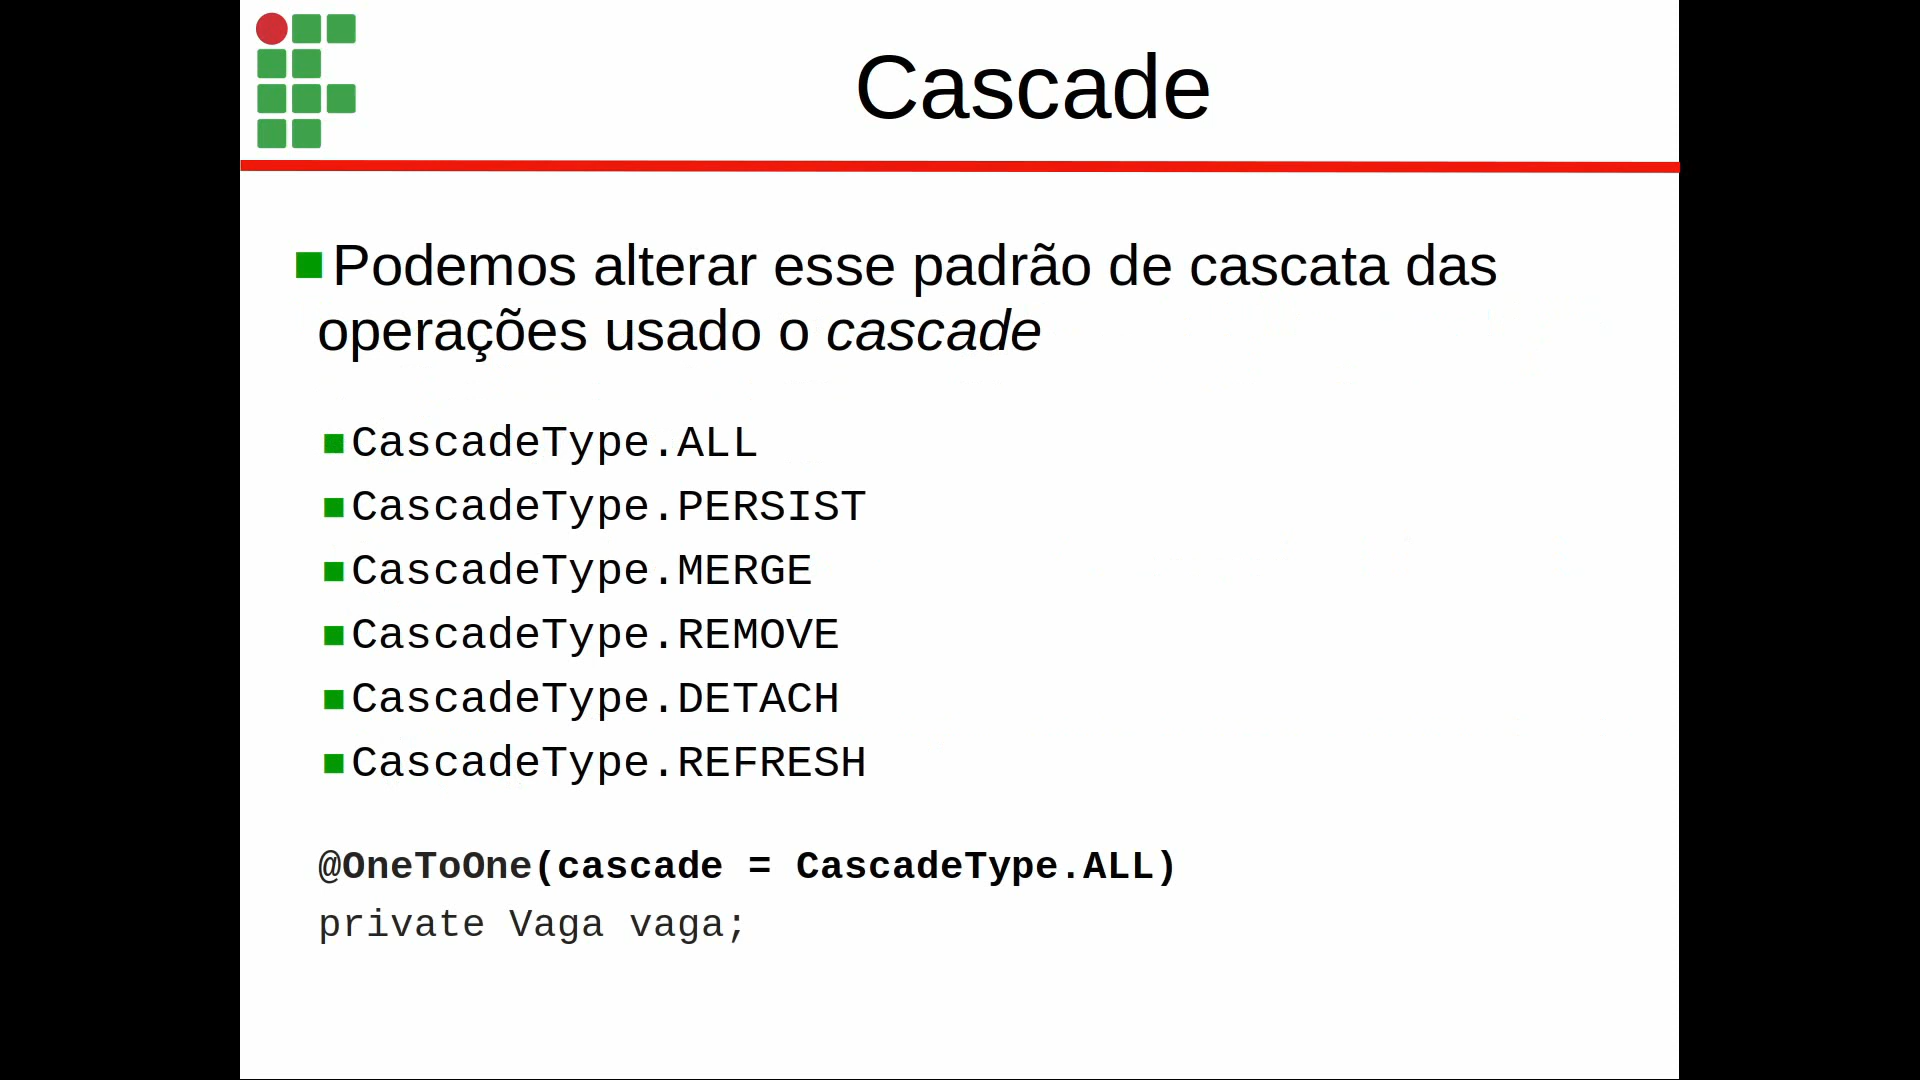 Cascade
Podemos alterar esse padrão de cascata das
operações usado o cascade
CascadeType.ALL
CascadeType.PERSIST
CascadeType.MERGE
CascadeType.REMOVE
CascadeType.DETACH
CascadeType.REFRESH
@OneToOne(cascade = CascadeType.ALL)
private Vaga vaga;